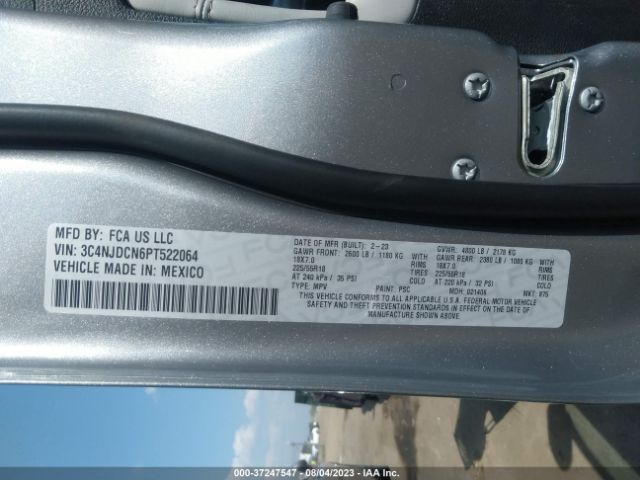 MFD BY: FCA US LLC
VIN: 3C4NJDCN6PT522064
VEHICLE MADE IN: MEXICO
DATE OF MFR (BUILT): 2-23 GVWR: 4800 LB / 2178 KG
GAWR FRONT: 2600 LB / 1180 KG WITH GAWR REAR: 2380 LB / 1080 KG WITH
18X7.0 RIMS 18X7.0 RIMS
225/55R18 TIRES 225/55R18 TIRES
AT 240 kPa / 35 PSI COLD AT 220 kPa / 32 PSI COLD
TYPE: MPV PAINT: PSC MDH: 021406 MKT: 975
THIS VEHICLE CONFORMS TO ALL APPLICABLE U.S.A. FEDERAL MOTOR VEHICLE
SAFETY AND THEFT PREVENTION STANDARDS IN EFFECT ON THE DATE OF
MANUFACTURE SHOWN ABOVE.
000-37247547 - 08/04/2023 - IAA Inc.